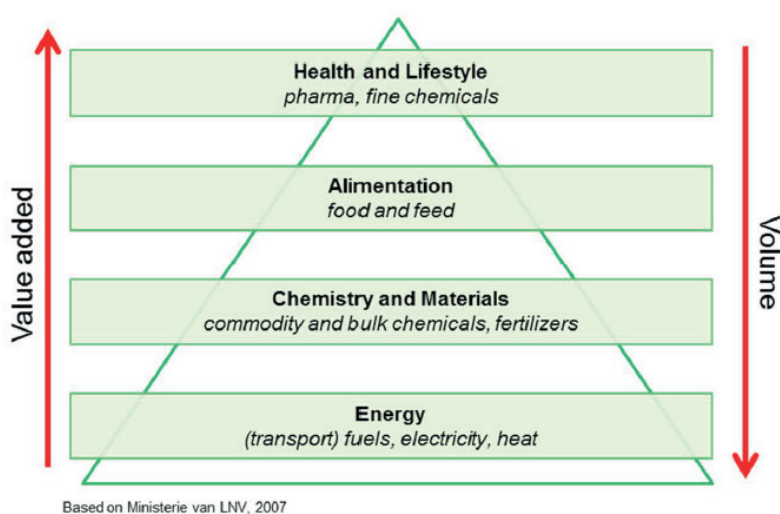 Value added
Health and Lifestyle
pharma, fine chemicals
Alimentation
food and feed
Chemistry and Materials
commodity and bulk chemicals, fertilizers
Energy
(transport) fuels, electricity, heat
Volume
Based on Ministerie van LNV, 2007